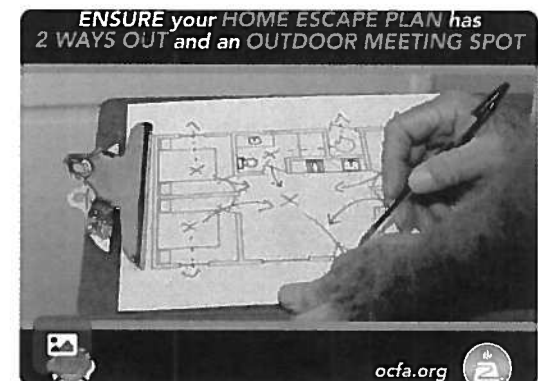 ENSURE your HOME ESCAPE PLAN has
2 WAYS OUT and an OUTDOOR MEETING SPOT
ocfa.org